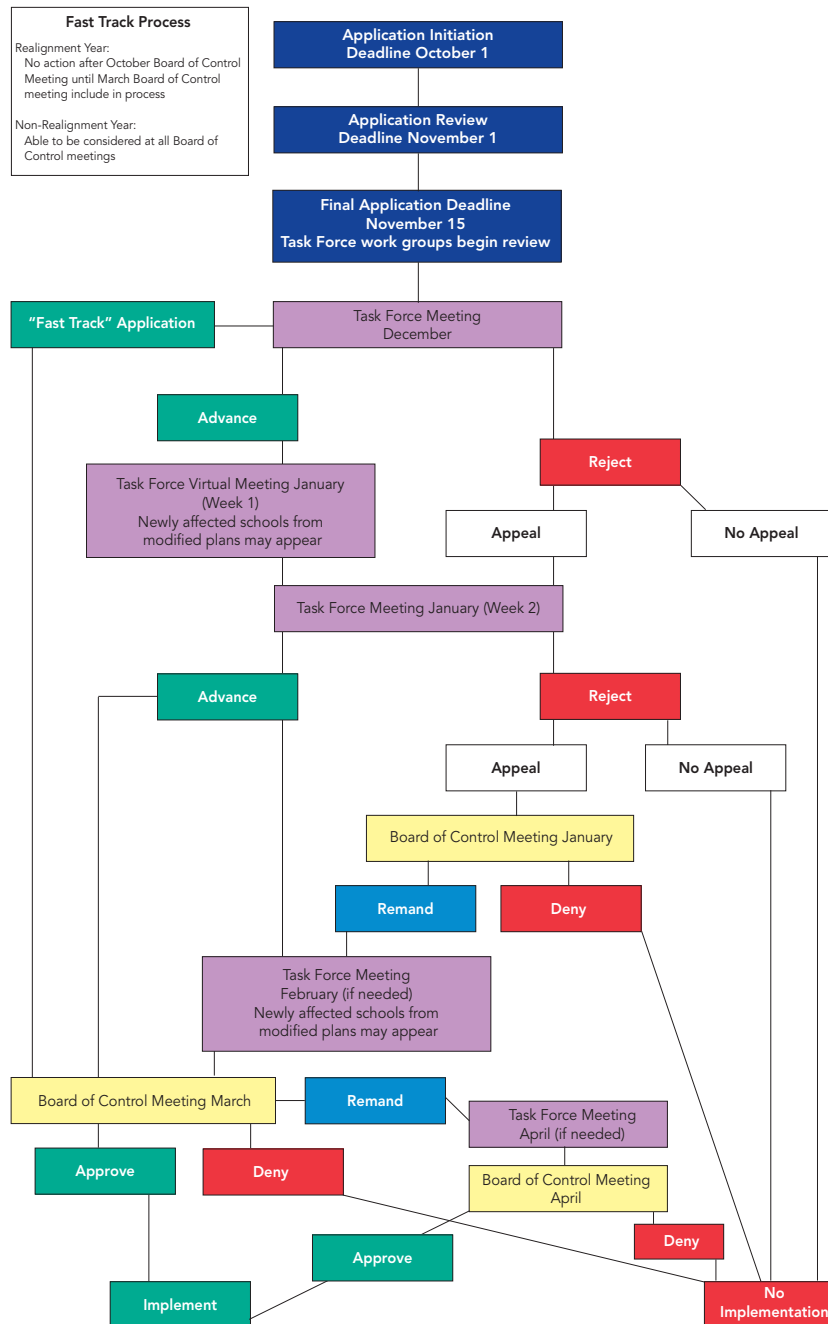 Fast Track Process
Realignment Year:
No action after October Board of Control
Meeting until March Board of Control
meeting include in process
Non-Realignment Year:
Able to be considered at all Board of
Control meetings
Application Initiation
Deadline October 1
Application Review
Deadline November 1
Final Application Deadline
November 15
Task Force work groups begin review
"Fast Track" Application
Task Force Meeting
December
Advance
Reject
Task Force Virtual Meeting January
(Week 1)
Newly affected schools from
modified plans may appear
Appeal
No Appeal
Task Force Meeting January (Week 2)
Advance
Reject
Appeal
No Appeal
Board of Control Meeting January
Remand
Deny
Task Force Meeting
February (if needed)
Newly affected schools from
modified plans may appear
Board of Control Meeting March
Remand
Task Force Meeting
April (if needed)
Approve
Deny
Board of Control Meeting
April
Deny
Approve
Implement
No
Implementation